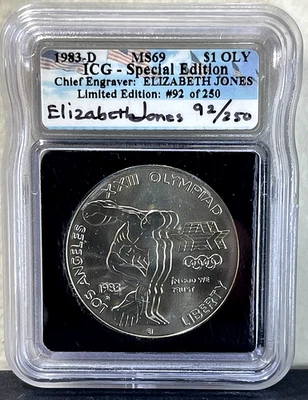 1983-D MS69 $1 OLY
ICG - Special Edition
Chief Engraver: ELIZABETH JONES
Limited Edition: #92 of 250
Elizabeth Jones 92/250
LOS ANGELES XXIII OLYMPIAD
IN GOD WE
TRUST
1983
D
LIBERTY